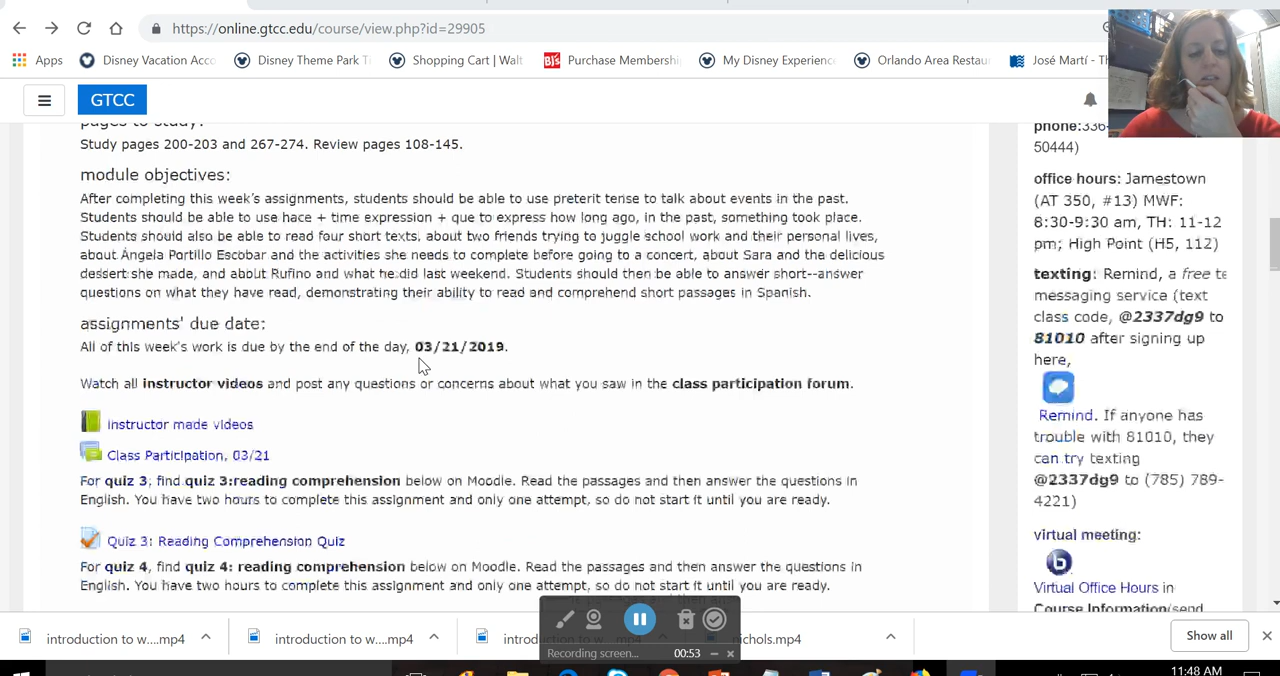 https://online.gtcc.edu/course/view.php?id=29905
Apps Disney Vacation Acco Disney Theme Park T Shopping Cart | Walt BJ's Purchase Membershi My Disney Experience Orlando Area Restau José Martí - Th
GTCC
pages to study:
Study pages 200-203 and 267-274. Review pages 108-145.
module objectives:
After completing this week's assignments, students should be able to use preterit tense to talk about events in the past.
Students should be able to use hace + time expression + que to express how long ago, in the past, something took place.
Students should also be able to read four short texts, about two friends trying to juggle school work and their personal lives,
about Ángela Portillo Escobar and the activities she needs to complete before going to a concert, about Sara and the delicious
dessert she made, and about Rufino and what he did last weekend. Students should then be able to answer short--answer
questions on what they have read, demonstrating their ability to read and comprehend short passages in Spanish.
assignments' due date:
All of this week's work is due by the end of the day, 03/21/2019.
Watch all instructor videos and post any questions or concerns about what you saw in the class participation forum.
Instructor made videos
Class Participation, 03/21
For quiz 3, find quiz 3:reading comprehension below on Moodle. Read the passages and then answer the questions in
English. You have two hours to complete this assignment and only one attempt, so do not start it until you are ready.
Quiz 3: Reading Comprehension Quiz
For quiz 4, find quiz 4: reading comprehension below on Moodle. Read the passages and then answer the questions in
English. You have two hours to complete this assignment and only one attempt, so do not start it until you are ready.
phone:336-
50444)
office hours: Jamestown
(AT 350, #13) MWF:
8:30-9:30 am, TH: 11-12
pm; High Point (H5, 112)
texting: Remind, a free te
messaging service (text
class code, @2337dg9 to
81010 after signing up
here,
Remind. If anyone has
trouble with 81010, they
can try texting
@2337dg9 to (785) 789-
4221)
virtual meeting:
Virtual Office Hours in
Course Information(send
introduction to w....mp4
introduction to w....mp4
nichols.mp4
Show all
Recording screen... 00:53
11:48 AM